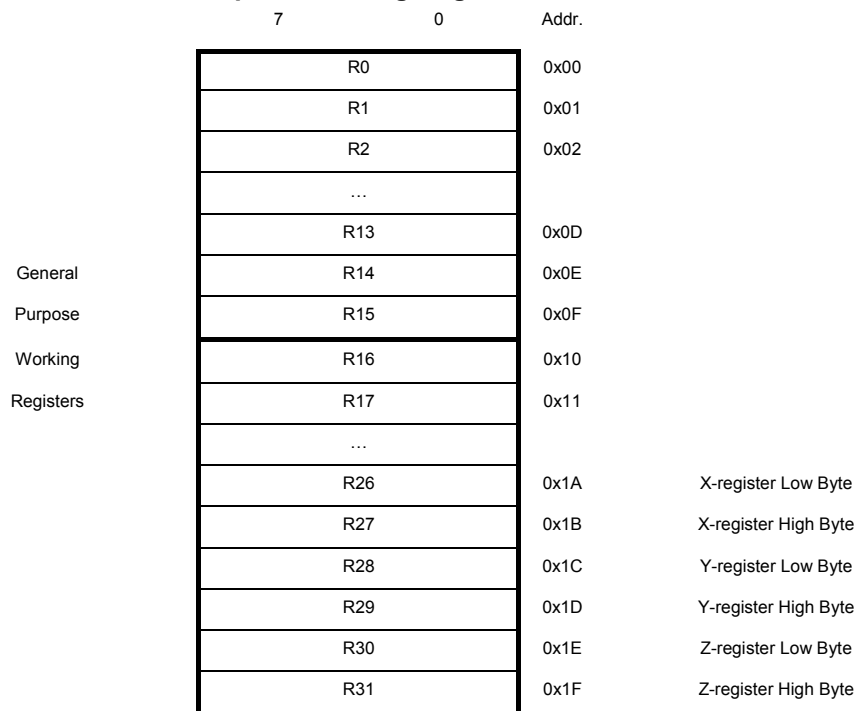 7 0 Addr.
R0 0x00
R1 0x01
R2 0x02
…
R13 0x0D
General R14 0x0E
Purpose R15 0x0F
Working R16 0x10
Registers R17 0x11
…
R26 0x1A X-register Low Byte
R27 0x1B X-register High Byte
R28 0x1C Y-register Low Byte
R29 0x1D Y-register High Byte
R30 0x1E Z-register Low Byte
R31 0x1F Z-register High Byte